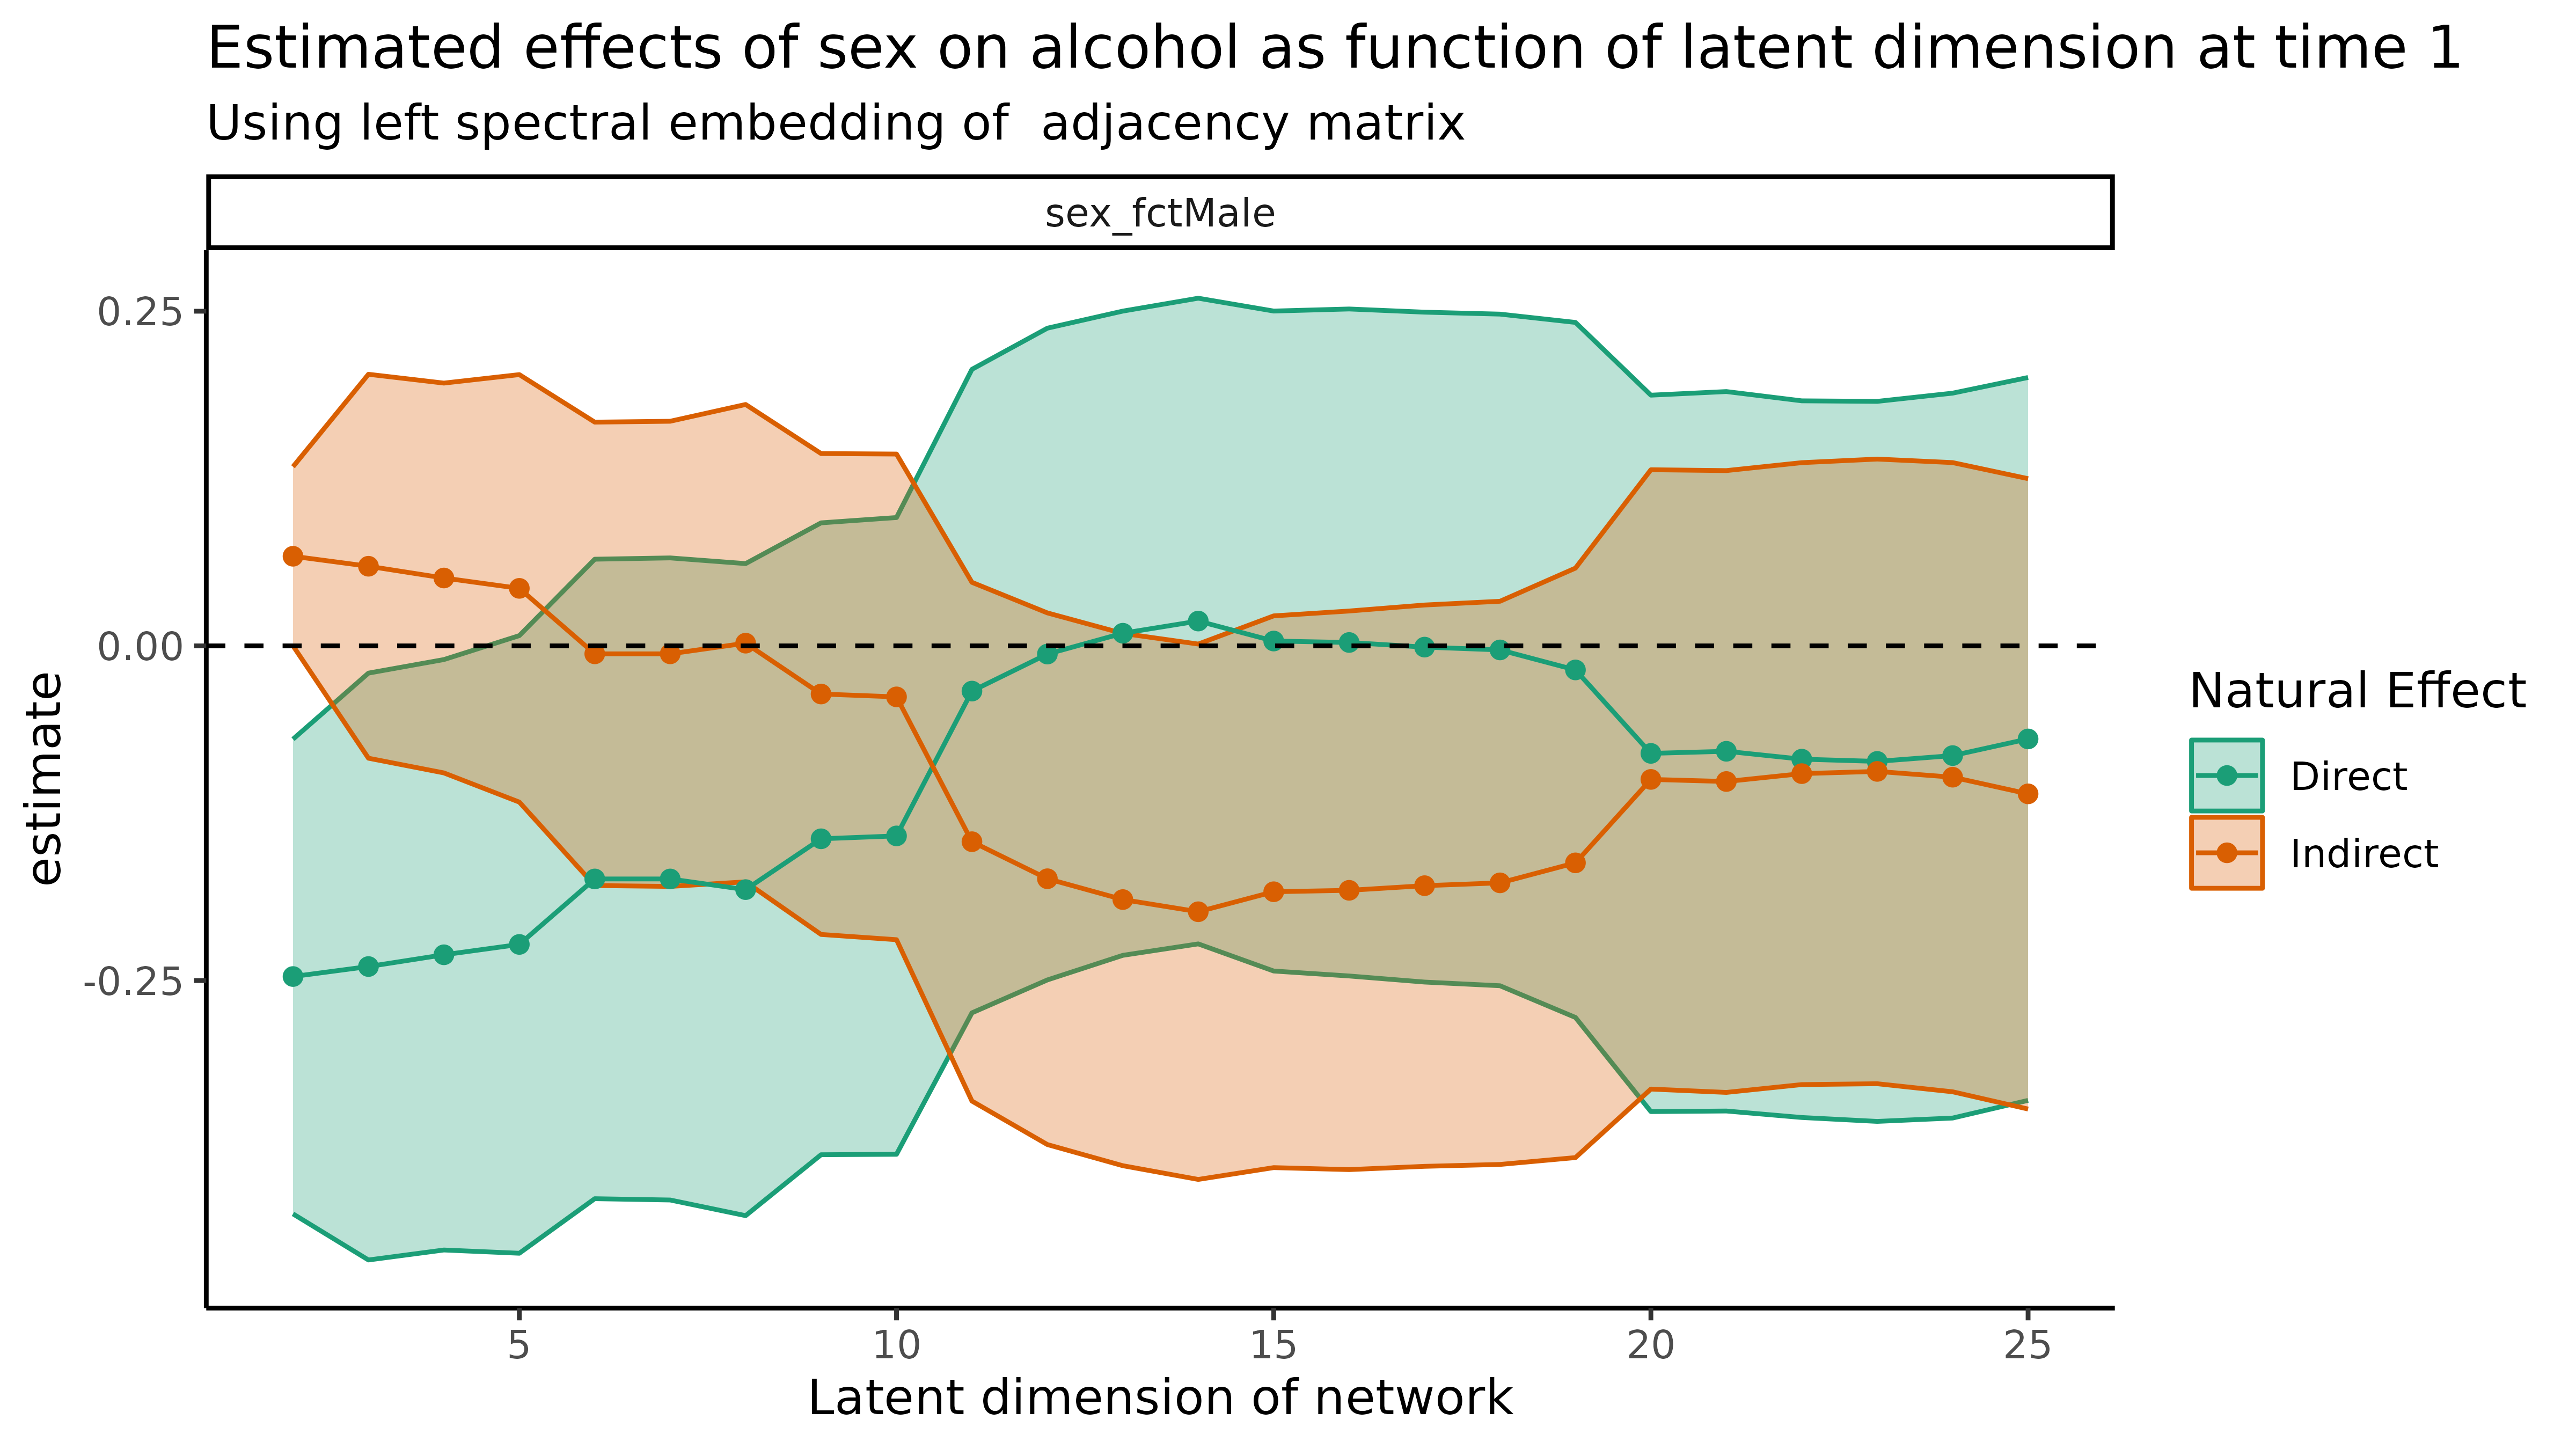 Estimated effects of sex on alcohol as function of latent dimension at time 1
Using left spectral embedding of  adjacency matrix
sex_fctMale
0.25
0.00
-0.25
estimate
5
10
15
20
25
Latent dimension of network
Natural Effect
Direct
Indirect